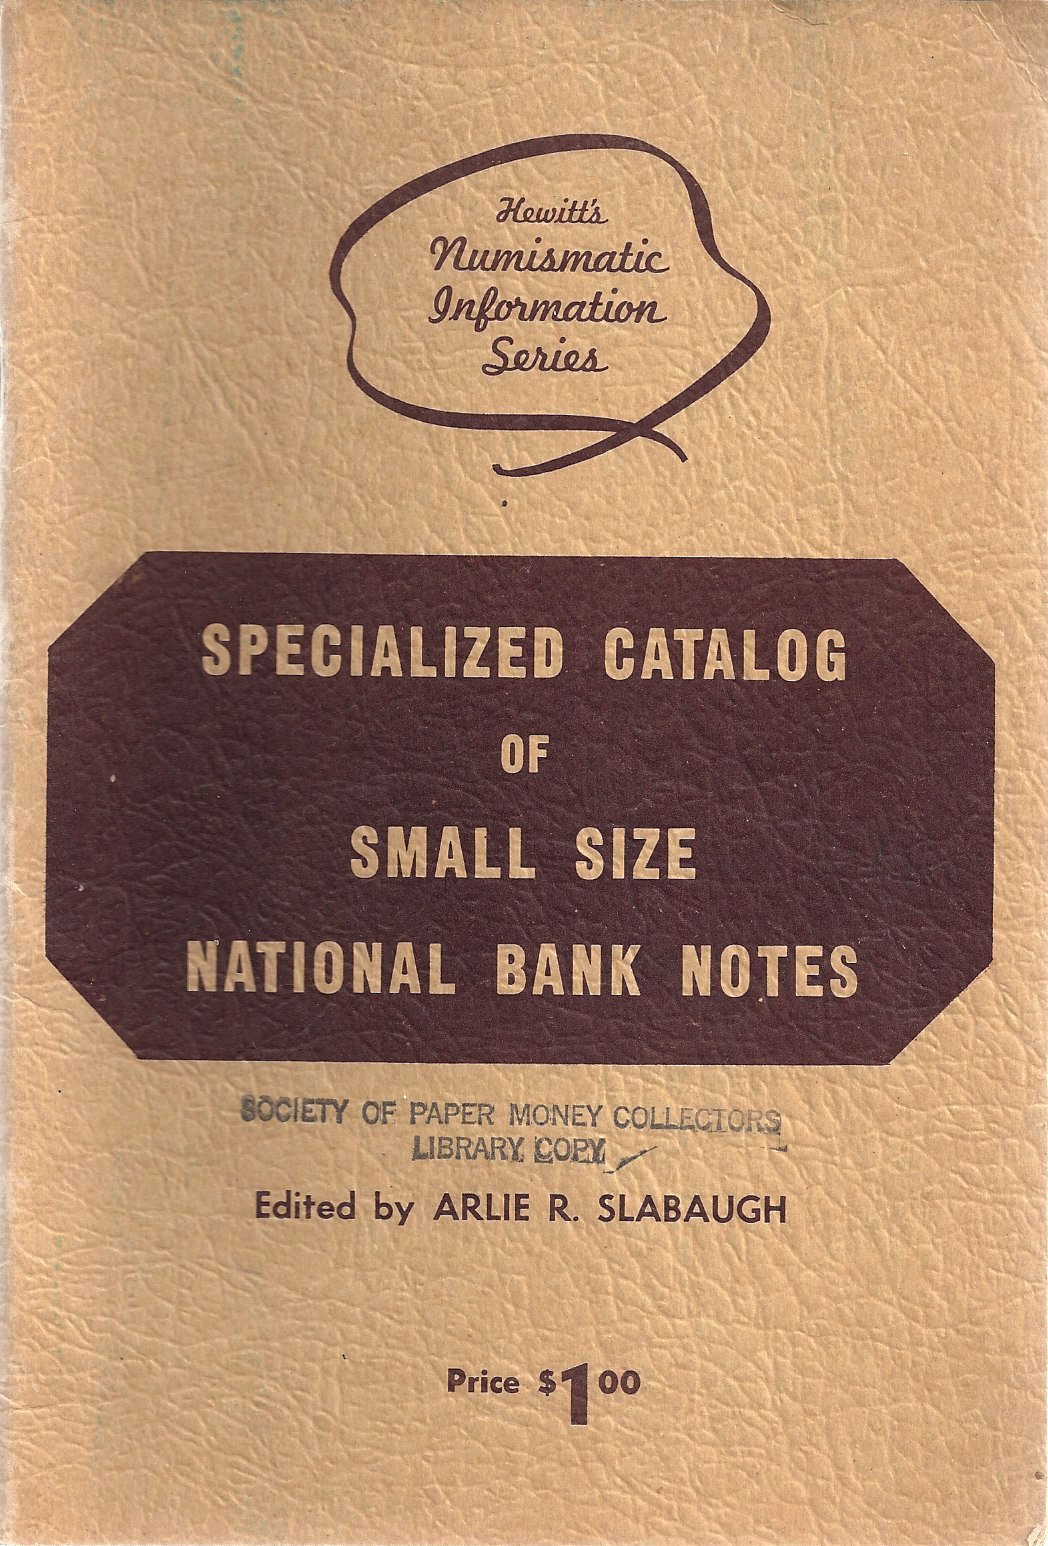 Hewitt's
Numismatic
Information
Series
SPECIALIZED CATALOG
OF
SMALL SIZE
NATIONAL BANK NOTES
SOCIETY OF PAPER MONEY COLLECTORS
LIBRARY COPY
Edited by ARLIE R. SLABAUGH
Price $1 00